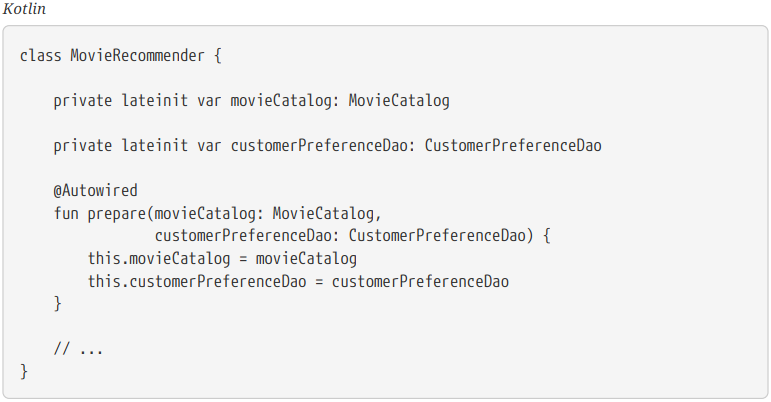 Kotlin
class MovieRecommender {
    private lateinit var movieCatalog: MovieCatalog
    private lateinit var customerPreferenceDao: CustomerPreferenceDao
    @Autowired
    fun prepare(movieCatalog: MovieCatalog,
                customerPreferenceDao: CustomerPreferenceDao) {
        this.movieCatalog = movieCatalog
        this.customerPreferenceDao = customerPreferenceDao
    }
    // ...
}